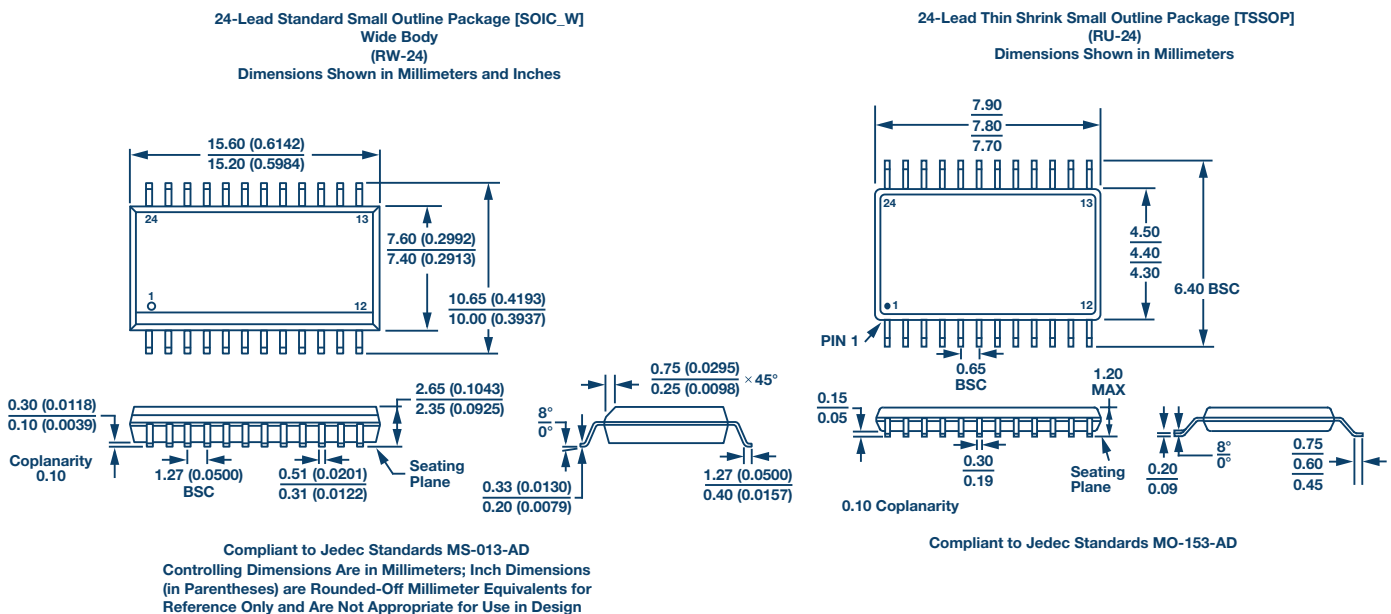 24-Lead Standard Small Outline Package [SOIC_W]
Wide Body
(RW-24)
Dimensions Shown in Millimeters and Inches
15.60 (0.6142)
15.20 (0.5984)
24
13
7.60 (0.2992)
7.40 (0.2913)
10.65 (0.4193)
10.00 (0.3937)
1
12
0.30 (0.0118)
0.10 (0.0039)
Coplanarity
0.10
1.27 (0.0500)
BSC
0.51 (0.0201)
0.31 (0.0122)
2.65 (0.1043)
2.35 (0.0925)
Seating
Plane
0.75 (0.0295)
0.25 (0.0098)
× 45°
8°
0°
0.33 (0.0130)
0.20 (0.0079)
1.27 (0.0500)
0.40 (0.0157)
Compliant to Jedec Standards MS-013-AD
Controlling Dimensions Are in Millimeters; Inch Dimensions
(in Parentheses) are Rounded-Off Millimeter Equivalents for
Reference Only and Are Not Appropriate for Use in Design
24-Lead Thin Shrink Small Outline Package [TSSOP]
(RU-24)
Dimensions Shown in Millimeters
7.90
7.80
7.70
24
13
4.50
4.40
4.30
6.40 BSC
1
12
PIN 1
0.65
BSC
1.20
MAX
0.15
0.05
0.30
0.19
Seating
Plane
0.20
0.09
8°
0°
0.75
0.60
0.45
0.10 Coplanarity
Compliant to Jedec Standards MO-153-AD